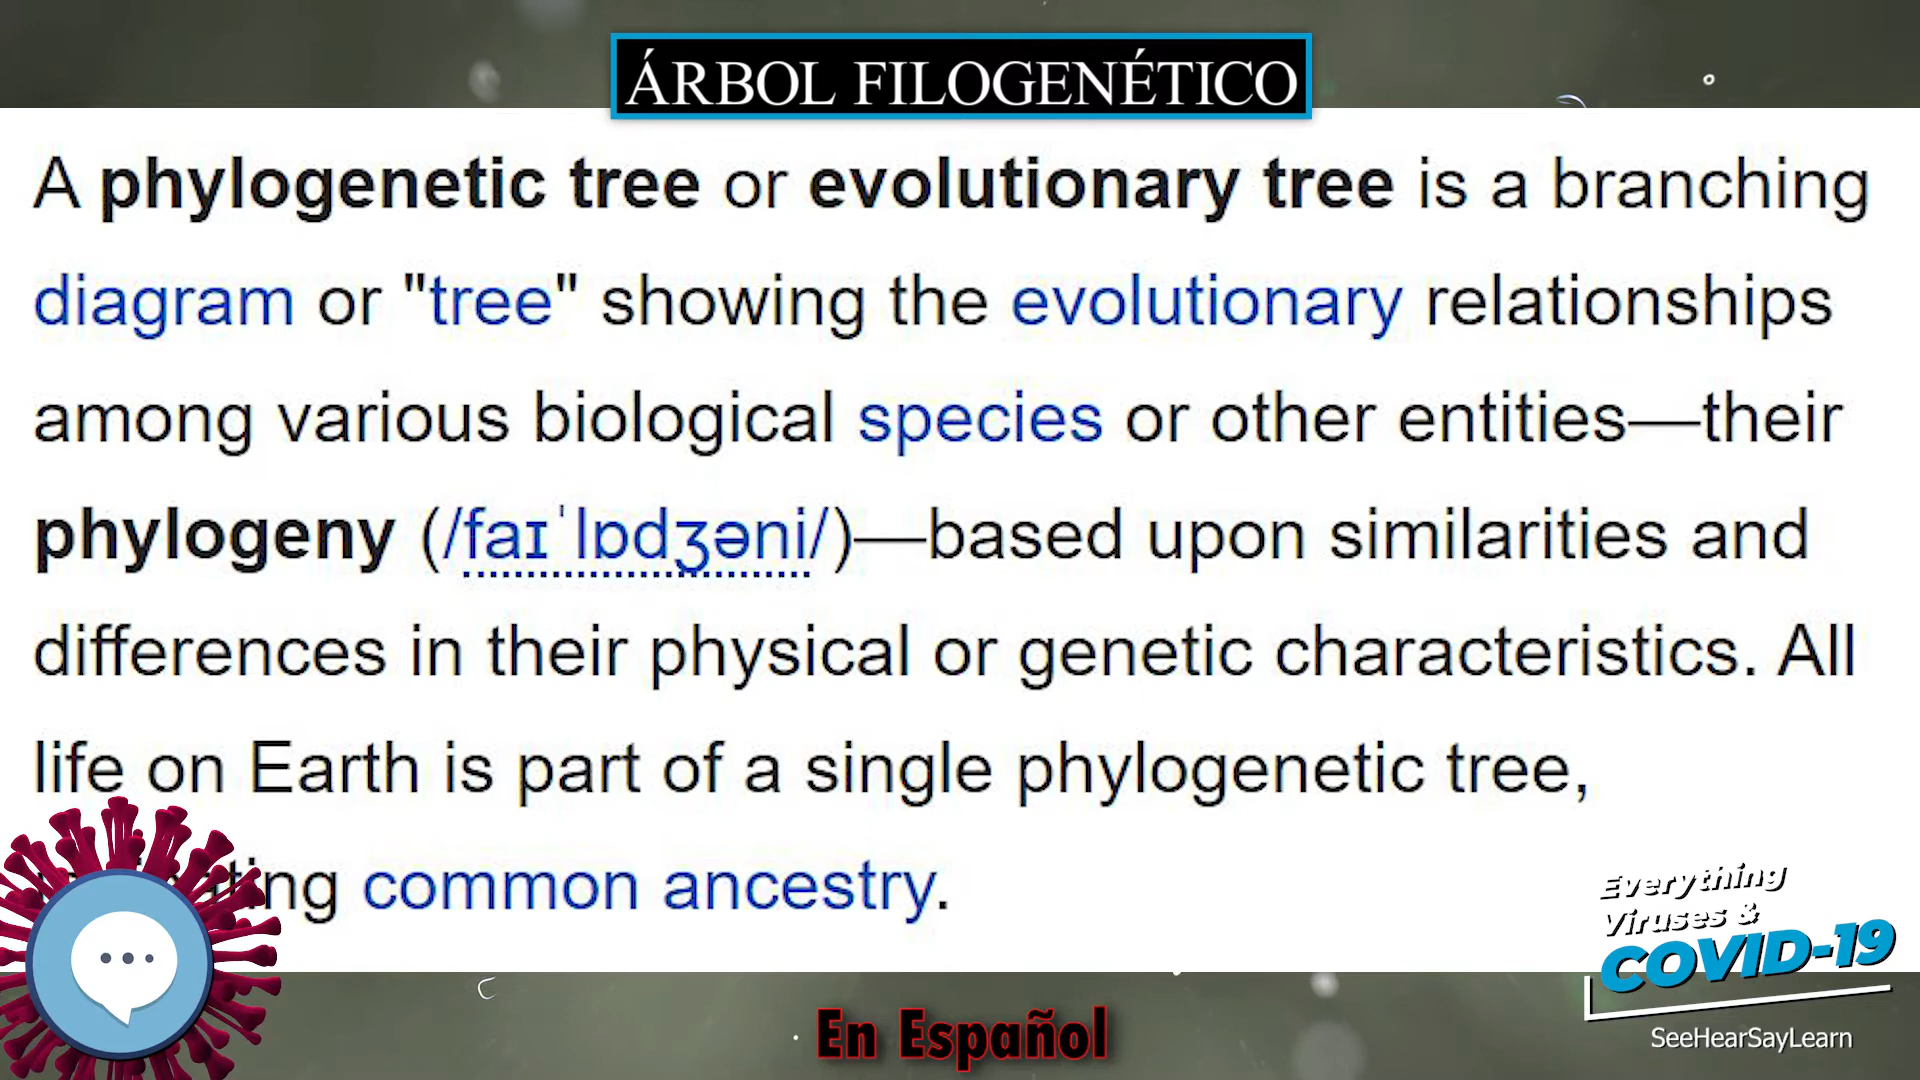 ÁRBOL FILOGENÉTICO
A phylogenetic tree or evolutionary tree is a branching
diagram or "tree" showing the evolutionary relationships
among various biological species or other entities—their
phylogeny (/faɪˈlɒdʒəni/)—based upon similarities and
differences in their physical or genetic characteristics. All
life on Earth is part of a single phylogenetic tree,
common ancestry.
Everything
Viruses &
COVID-19
En Español
SeeHearSayLearn